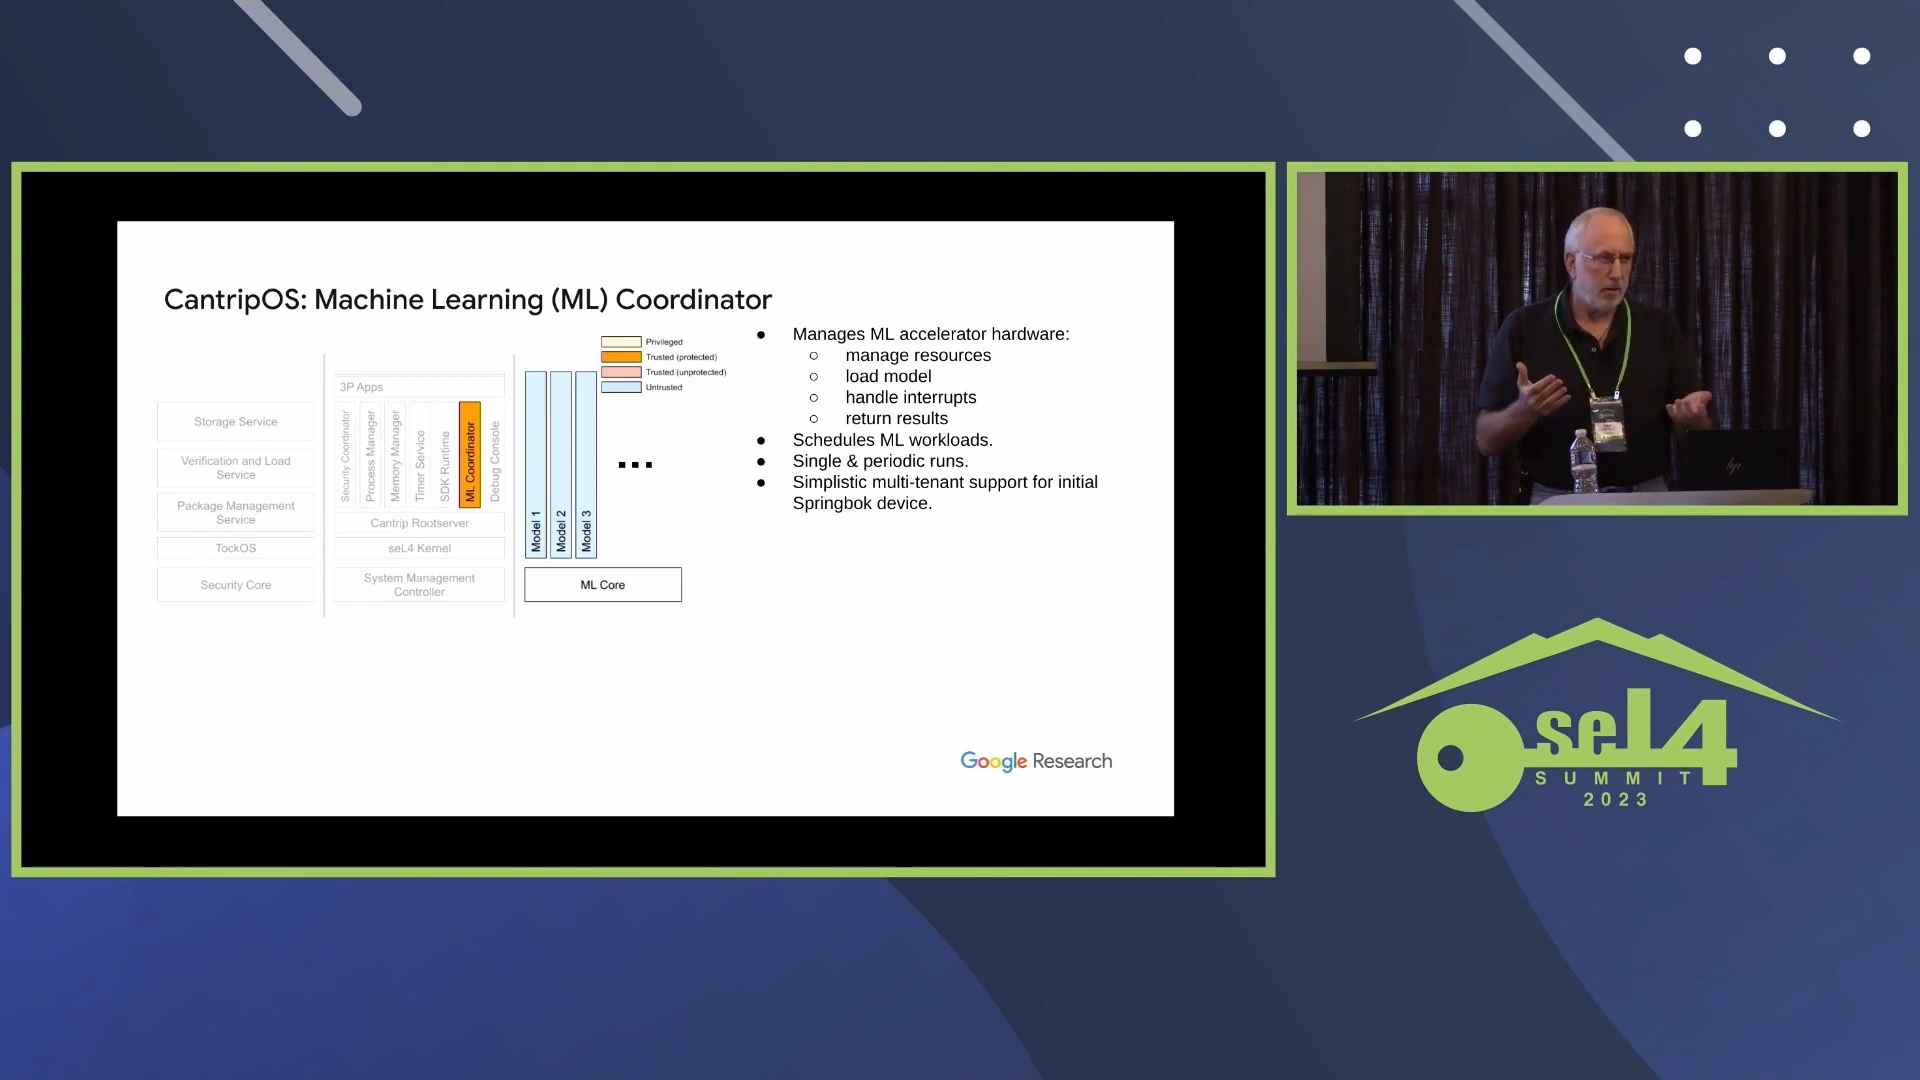 CantripOS: Machine Learning (ML) Coordinator
Privileged
Trusted (protected)
Trusted (unprotected)
Untrusted
Storage Service
Verification and Load
Service
Package Management
Service
TockOS
Security Core
3P Apps
Security Coordinator
Process Manager
Memory Manager
Timer Service
SDK Runtime
ML Coordinator
Debug Console
Cantrip Rootserver
seL4 Kernel
System Management
Controller
Model 1
Model 2
Model 3
...
ML Core
● Manages ML accelerator hardware:
○ manage resources
○ load model
○ handle interrupts
○ return results
● Schedules ML workloads.
● Single & periodic runs.
● Simplistic multi-tenant support for initial
Springbok device.
Google Research
hp
seL4
SUMMIT
2023